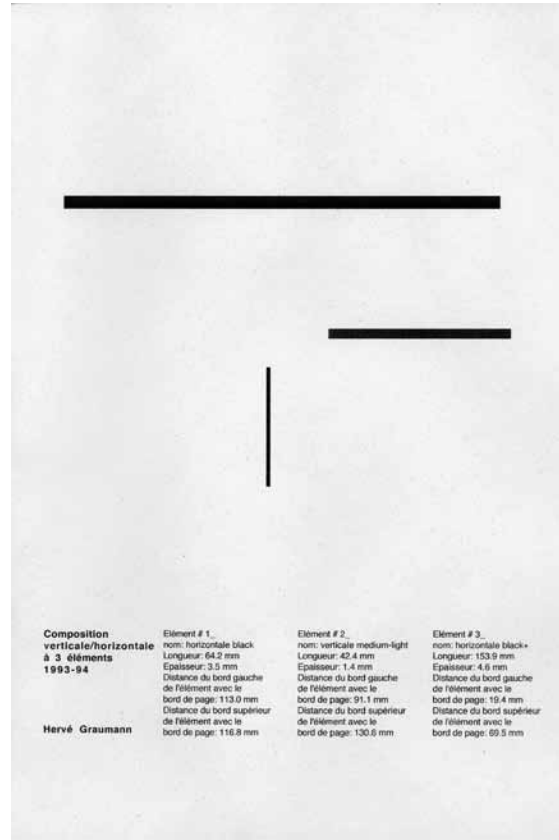 Composition
verticale/horizontale
à 3 éléments
1993-94
Hervé Graumann
Elément # 1_
nom: horizontale black
Longueur: 64.2 mm
Epaisseur: 3.5 mm
Distance du bord gauche
de l'élément avec le
bord de page: 113.0 mm
Distance du bord supérieur
de l'élément avec le
bord de page: 116.8 mm
Elément # 2_
nom: verticale medium-light
Longueur: 42.4 mm
Epaisseur: 1.4 mm
Distance du bord gauche
de l'élément avec le
bord de page: 91.1 mm
Distance du bord supérieur
de l'élément avec le
bord de page: 130.6 mm
Elément # 3_
nom: horizontale black+
Longueur: 153.9 mm
Epaisseur: 4.6 mm
Distance du bord gauche
de l'élément avec le
bord de page: 19.4 mm
Distance du bord supérieur
de l'élément avec le
bord de page: 69.5 mm